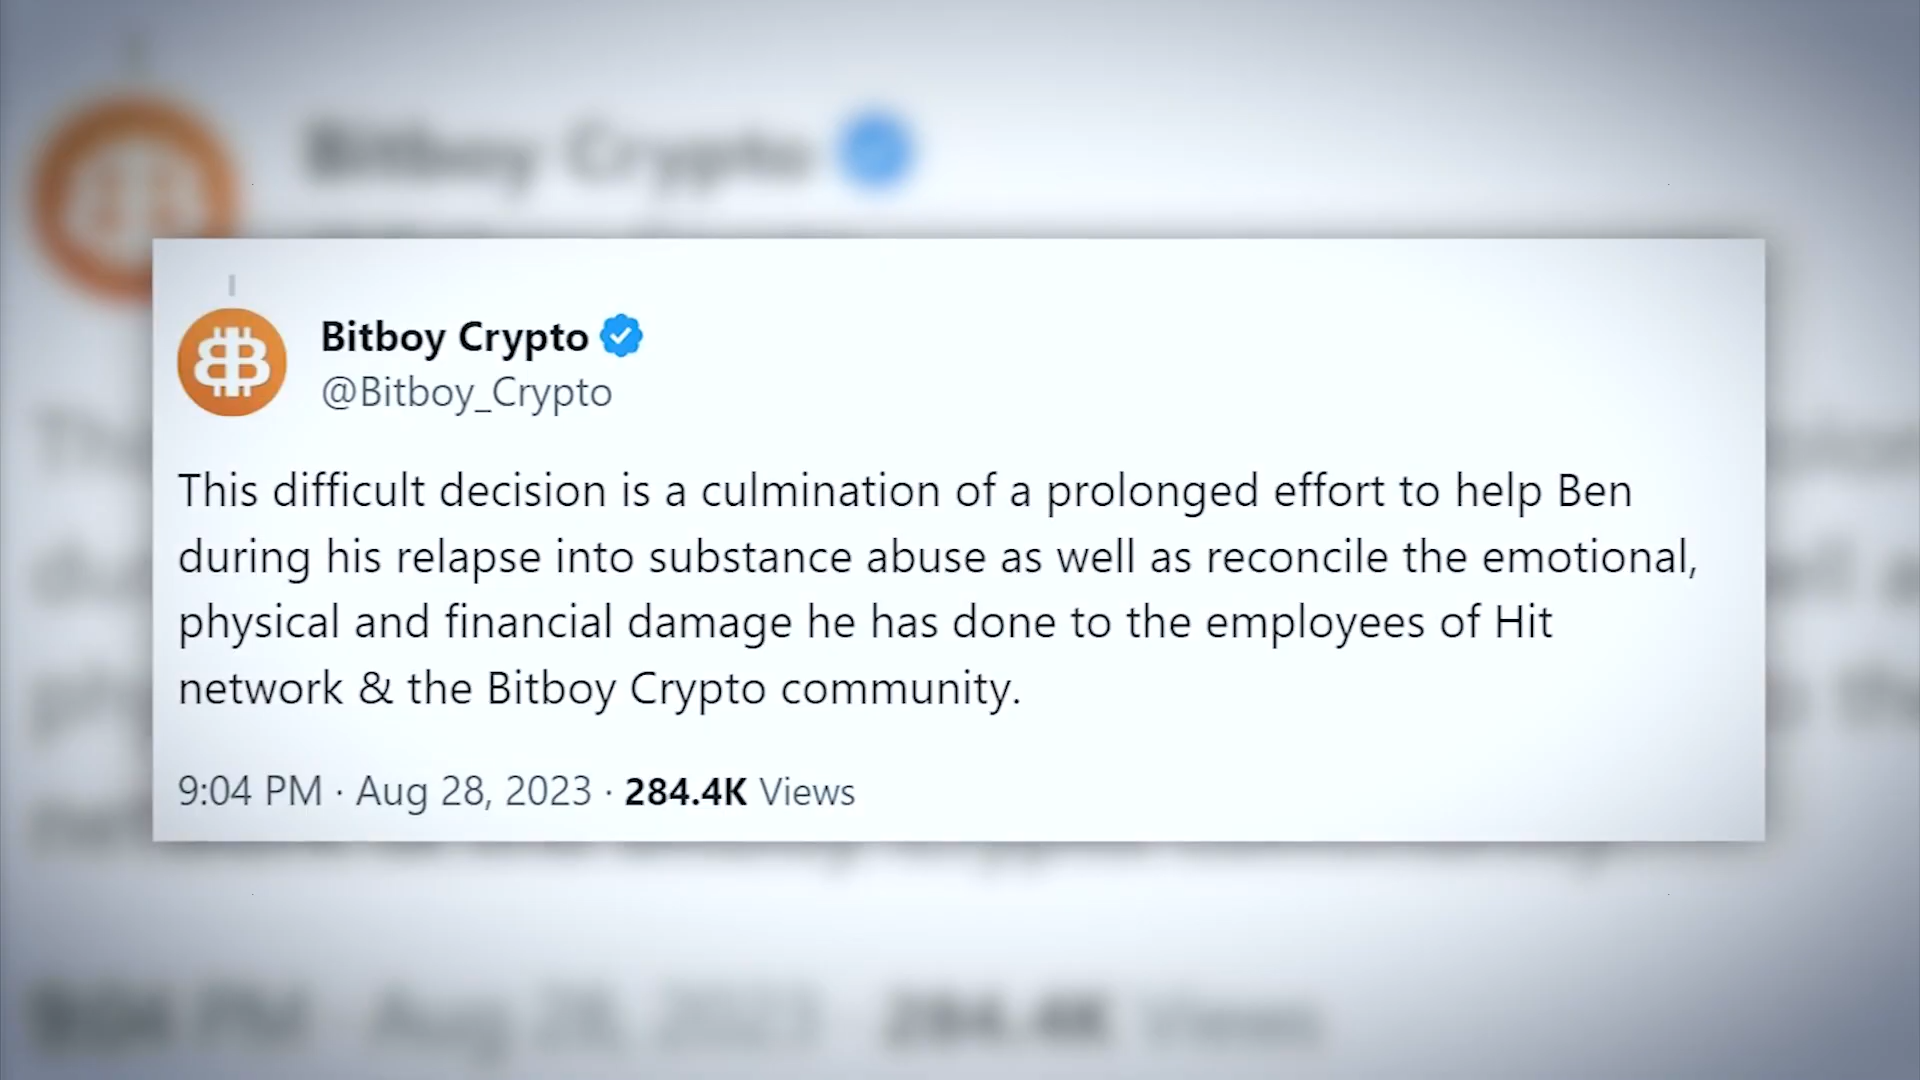 Bitboy Crypto
@Bitboy_Crypto
This difficult decision is a culmination of a prolonged effort to help Ben
during his relapse into substance abuse as well as reconcile the emotional,
physical and financial damage he has done to the employees of Hit
network & the Bitboy Crypto community.
9:04 PM · Aug 28, 2023 · 284.4K Views